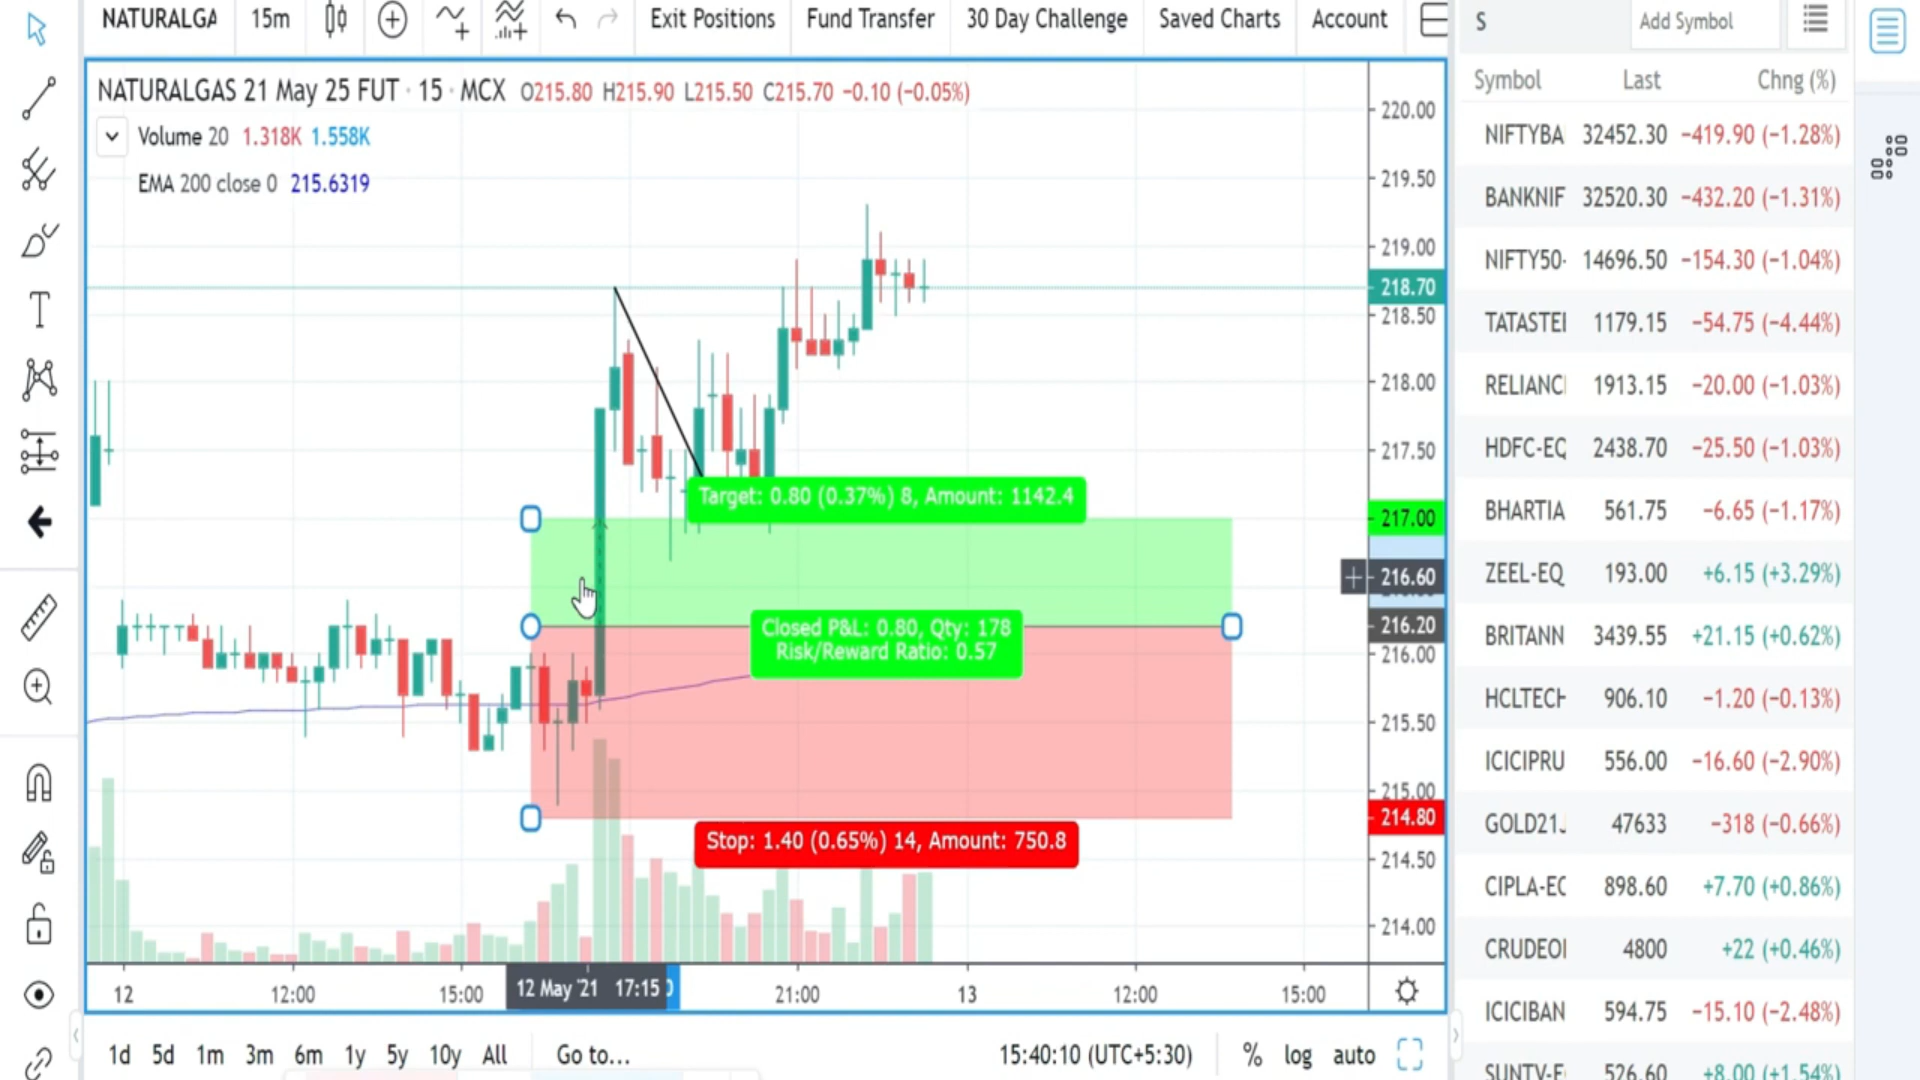 NATURALGA 15m Exit Positions Fund Transfer 30 Day Challenge Saved Charts Account S Add Symbol
NATURALGAS 21 May 25 FUT · 15 · MCX O215.80 H215.90 L215.50 C215.70 −0.10 (−0.05%)
Volume 20 1.318K 1.558K
EMA 200 close 0 215.6319
Target: 0.80 (0.37%) 8, Amount: 1142.4
Closed P&L: 0.80, Qty: 178
Risk/Reward Ratio: 0.57
Stop: 1.40 (0.65%) 14, Amount: 750.8
220.00
219.50
219.00
218.70
218.50
218.00
217.50
217.00
216.60
216.20
216.00
215.50
215.00
214.80
214.50
214.00
12 12:00 15:00 12 May '21 17:15 21:00 13 12:00 15:00
1d 5d 1m 3m 6m 1y 5y 10y All Go to... 15:40:10 (UTC+5:30) % log auto
Symbol Last Chng (%)
NIFTYBA 32452.30 −419.90 (−1.28%)
BANKNIF 32520.30 −432.20 (−1.31%)
NIFTY50- 14696.50 −154.30 (−1.04%)
TATASTEI 1179.15 −54.75 (−4.44%)
RELIANC 1913.15 −20.00 (−1.03%)
HDFC-EQ 2438.70 −25.50 (−1.03%)
BHARTIA 561.75 −6.65 (−1.17%)
ZEEL-EQ 193.00 +6.15 (+3.29%)
BRITANN 3439.55 +21.15 (+0.62%)
HCLTECH 906.10 −1.20 (−0.13%)
ICICIPRU 556.00 −16.60 (−2.90%)
GOLD21J 47633 −318 (−0.66%)
CIPLA-EQ 898.60 +7.70 (+0.86%)
CRUDEOI 4800 +22 (+0.46%)
ICICIBAN 594.75 −15.10 (−2.48%)
SUNTV-E 526.60 +8.00 (+1.54%)